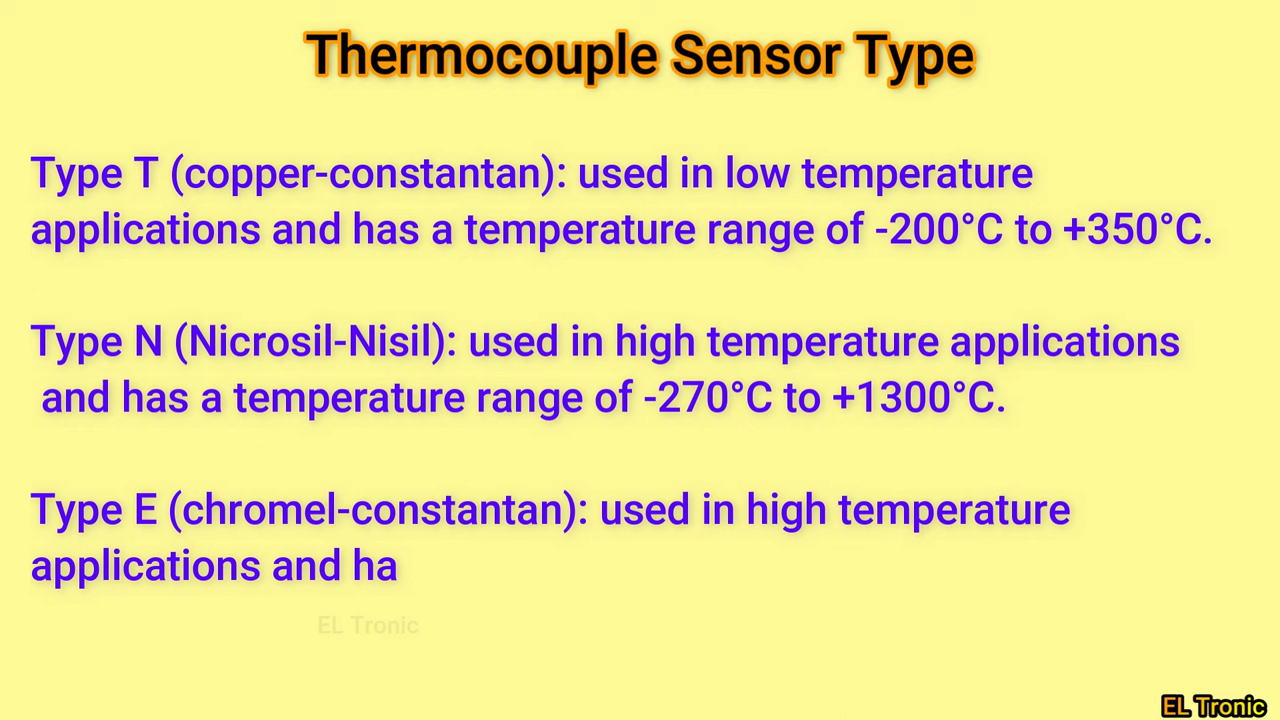 Thermocouple Sensor Type
Type T (copper-constantan): used in low temperature
applications and has a temperature range of -200°C to +350°C.
Type N (Nicrosil-Nisil): used in high temperature applications
and has a temperature range of -270°C to +1300°C.
Type E (chromel-constantan): used in high temperature
applications and ha
EL Tronic
EL Tronic